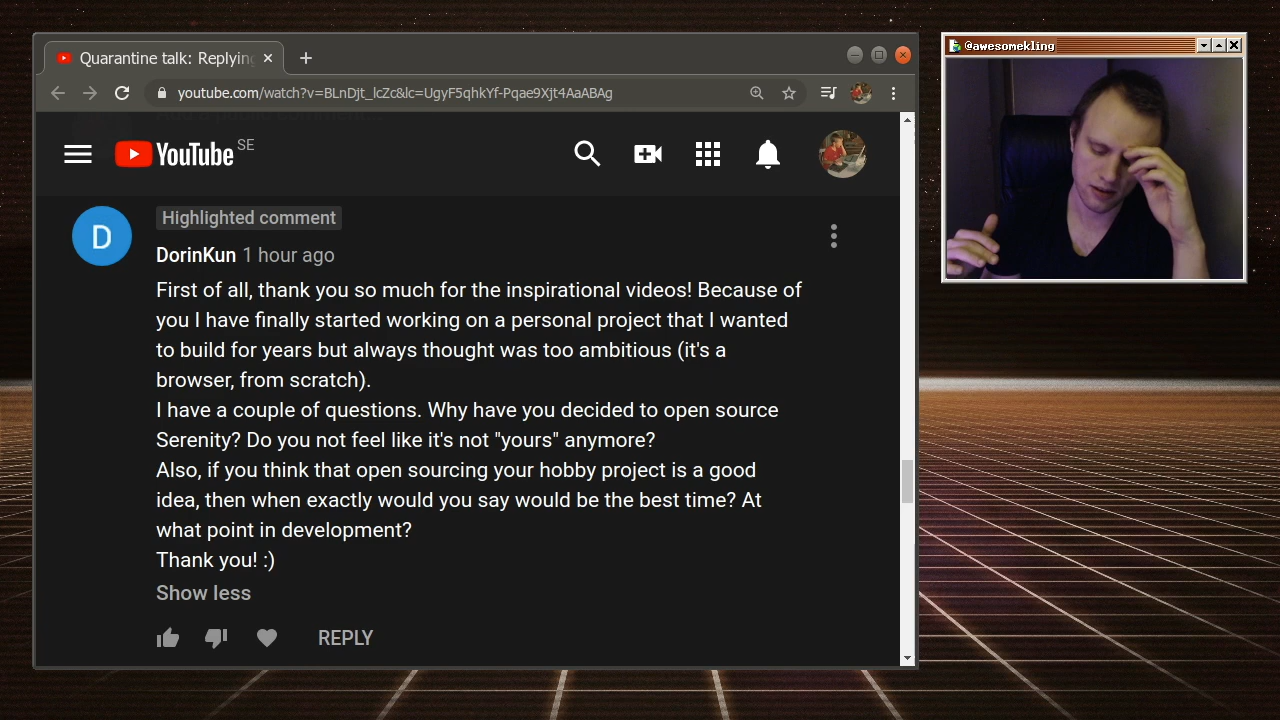 Quarantine talk: Replying
@awesomekling
youtube.com/watch?v=BLnDjt_lcZc&lc=UgyF5qhkYf-Pqae9Xjt4AaABAg
Add a public comment...
YouTube SE
Highlighted comment
D
DorinKun 1 hour ago
First of all, thank you so much for the inspirational videos! Because of
you I have finally started working on a personal project that I wanted
to build for years but always thought was too ambitious (it's a
browser, from scratch).
I have a couple of questions. Why have you decided to open source
Serenity? Do you not feel like it's not "yours" anymore?
Also, if you think that open sourcing your hobby project is a good
idea, then when exactly would you say would be the best time? At
what point in development?
Thank you! :)
Show less
REPLY